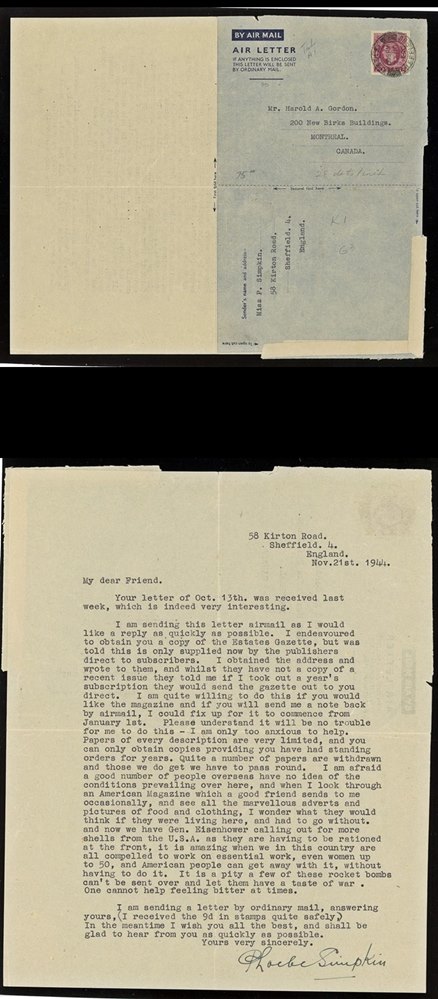 BY AIR MAIL
AIR LETTER
IF ANYTHING IS ENCLOSED
THIS LETTER WILL BE SENT
BY ORDINARY MAIL.
Mr. Harold A. Gordon.
200 New Birks Buildings.
MONTREAL.
CANADA.
75"
Second fold here
K1
Sender's name and address:
Miss P. Simpkin.
58 Kirton Road.
Sheffield. 4.
England.
To open cut here
58 Kirton Road.
Sheffield. 4.
England.
Nov.21st. 1944.
My dear Friend.
Your letter of Oct. 13th. was received last
week, which is indeed very interesting.
I am sending this letter airmail as I would
like a reply as quickly as possible. I endeavoured
to obtain you a copy of the Estates Gazette, but was
told this is only supplied now by the publishers
direct to subscribers. I obtained the address and
wrote to them, and whilst they have not a copy of a
recent issue they told me if I took out a year's
subscription they would send the gazette out to you
direct. I am quite willing to do this if you would
like the magazine and if you will send me a note back
by airmail, I could fix up for it to commence from
January 1st. Please understand it will be no trouble
for me to do this - I am only too anxious to help.
Papers of every description are very limited, and you
can only obtain copies providing you have had standing
orders for years. Quite a number of papers are withdrawn
and those we do get we have to pass round. I am afraid
a good number of people overseas have no idea of the
conditions prevailing over here, and when I look through
an American Magazine which a good friend sends to me
occasionally, and see all the marvellous adverts and
pictures of food and clothing, I wonder what they would
think if they were living here, and had to go without.
and now we have Gen. Eisenhower calling out for more
shells from the U.S.A. as they are having to be rationed
at the front, it is amazing when we in this country are
all compelled to work on essential work, even women up
to 50, and American people can get away with it, without
having to do it. It is a pity a few of these rocket bombs
can't be sent over and let them have a taste of war .
One cannot help feeling bitter at times.
I am sending a letter by ordinary mail, answering
yours,(I received the 9d in stamps quite safely)
In the meantime I wish you all the best, and shall be
glad to hear from you as quickly as possible.
Yours very sincerely.
Phoebe Simpkin